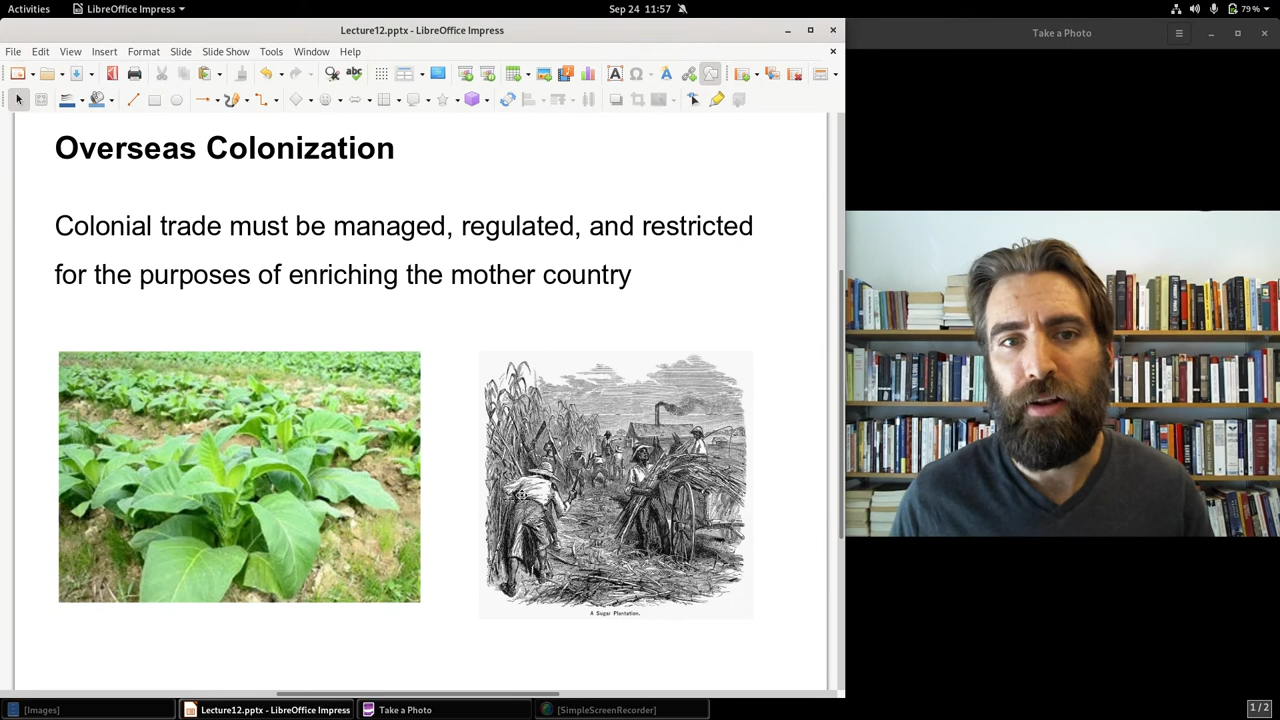 Activities LibreOffice Impress Sep 24 11:57 79%
Lecture12.pptx - LibreOffice Impress
Take a Photo
File Edit View Insert Format Slide Slide Show Tools Window Help
Overseas Colonization
Colonial trade must be managed, regulated, and restricted
for the purposes of enriching the mother country
A Sugar Plantation.
[Images] Lecture12.pptx - LibreOffice Impress Take a Photo [SimpleScreenRecorder] 1/2